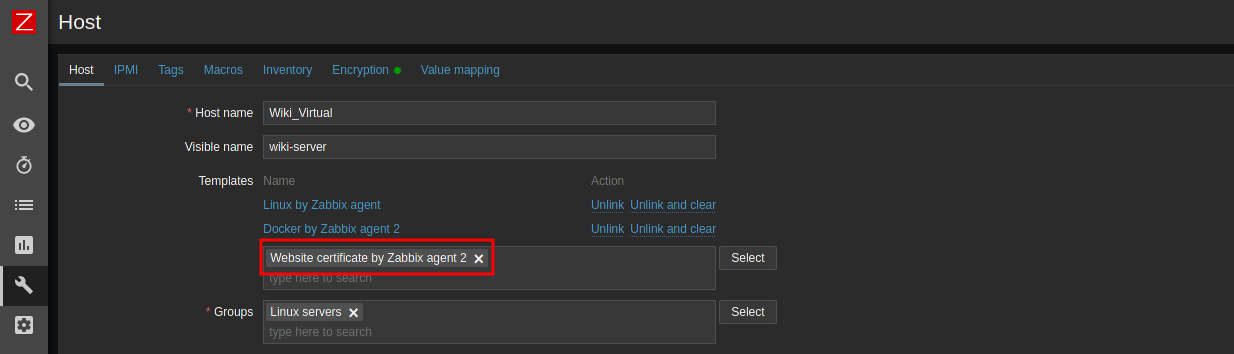 Z
Host
Host IPMI Tags Macros Inventory Encryption Value mapping
* Host name Wiki_Virtual
Visible name wiki-server
Templates Name Action
Linux by Zabbix agent Unlink Unlink and clear
Docker by Zabbix agent 2 Unlink Unlink and clear
Website certificate by Zabbix agent 2 Select
type here to search
* Groups Linux servers Select
type here to search